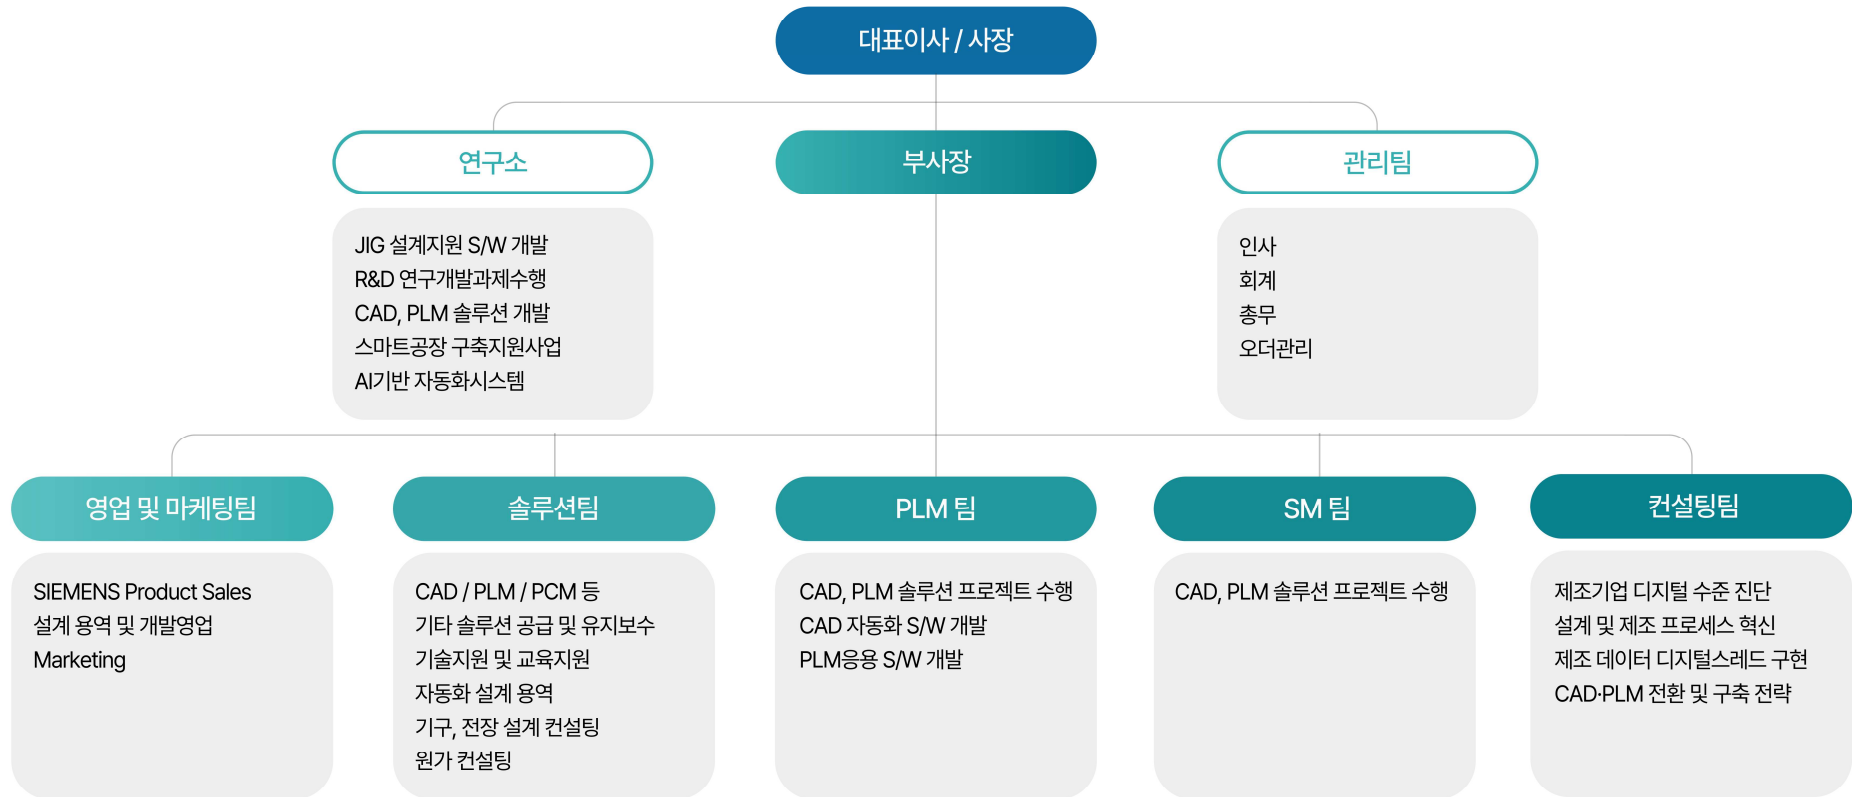 대표이사 / 사장
연구소
부사장
관리팀
JIG 설계지원 S/W 개발
R&D 연구개발과제수행
CAD, PLM 솔루션 개발
스마트공장 구축지원사업
AI기반 자동화시스템
인사
회계
총무
오더관리
영업 및 마케팅팀
솔루션팀
PLM 팀
SM 팀
컨설팅팀
SIEMENS Product Sales
설계 용역 및 개발영업
Marketing
CAD / PLM / PCM 등
기타 솔루션 공급 및 유지보수
기술지원 및 교육지원
자동화 설계 용역
기구, 전장 설계 컨설팅
원가 컨설팅
CAD, PLM 솔루션 프로젝트 수행
CAD 자동화 S/W 개발
PLM응용 S/W 개발
CAD, PLM 솔루션 프로젝트 수행
제조기업 디지털 수준 진단
설계 및 제조 프로세스 혁신
제조 데이터 디지털스레드 구현
CAD·PLM 전환 및 구축 전략